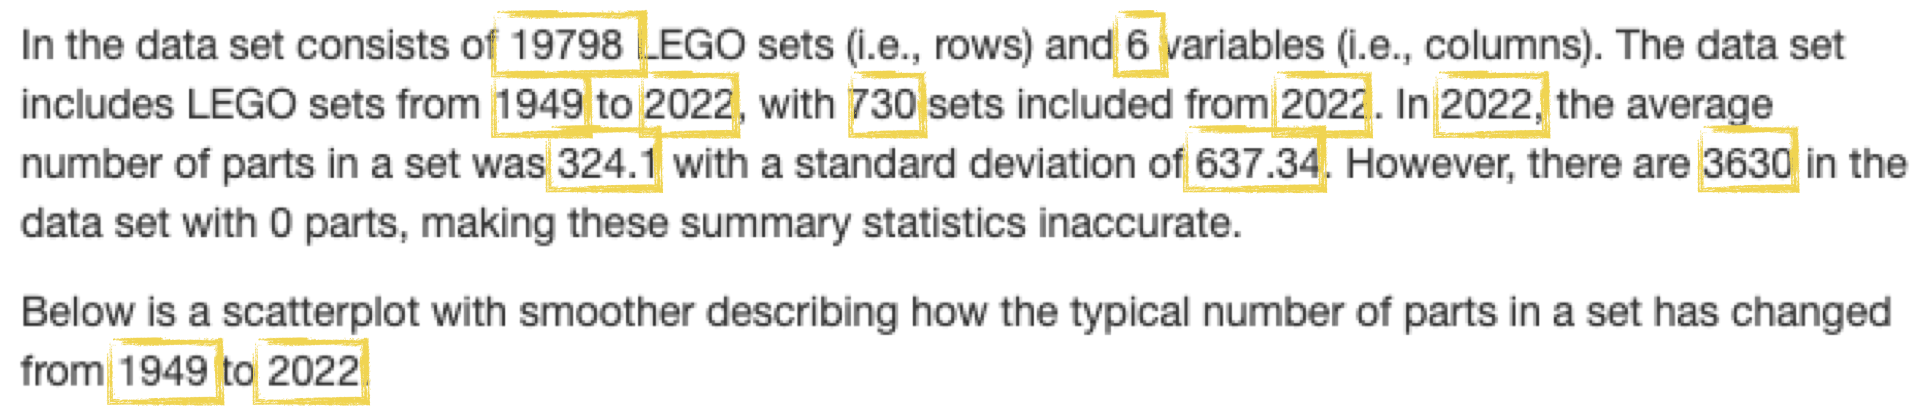 In the data set consists of 19798 LEGO sets (i.e., rows) and 6 variables (i.e., columns). The data set
includes LEGO sets from 1949 to 2022, with 730 sets included from 2022. In 2022, the average
number of parts in a set was 324.1 with a standard deviation of 637.34. However, there are 3630 in the
data set with 0 parts, making these summary statistics inaccurate.
Below is a scatterplot with smoother describing how the typical number of parts in a set has changed
from 1949 to 2022.